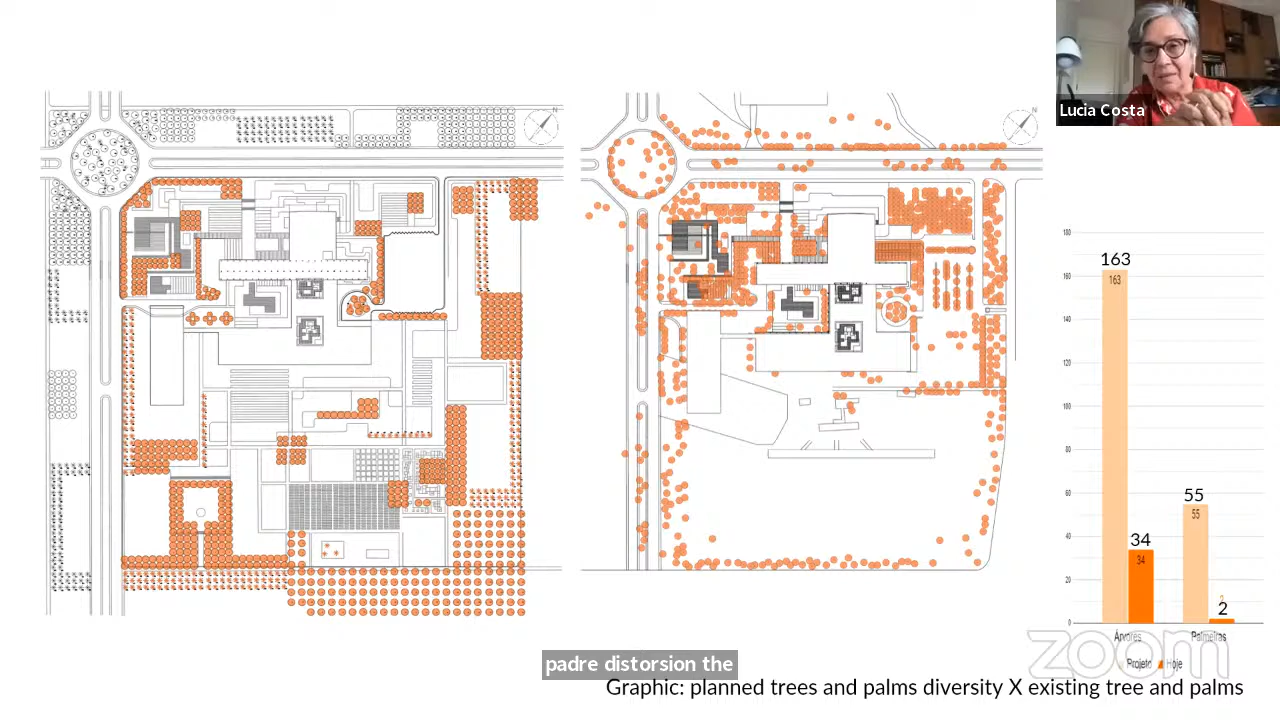 Lucia Costa
N
N
180
163
163
160
140
120
100
80
60
55
55
40
34
34
20
2
2
0
Árvores
Palmeiras
Projeto Hoje
zoom
padre distorsion the
Graphic: planned trees and palms diversity X existing tree and palms